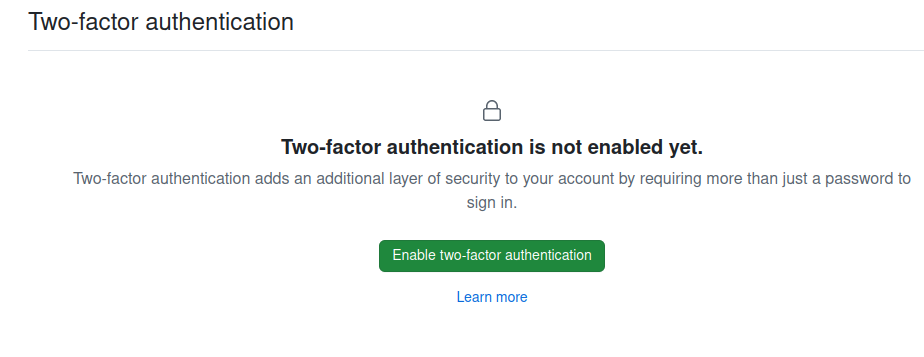 Two-factor authentication
Two-factor authentication is not enabled yet.
Two-factor authentication adds an additional layer of security to your account by requiring more than just a password to
sign in.
Enable two-factor authentication
Learn more